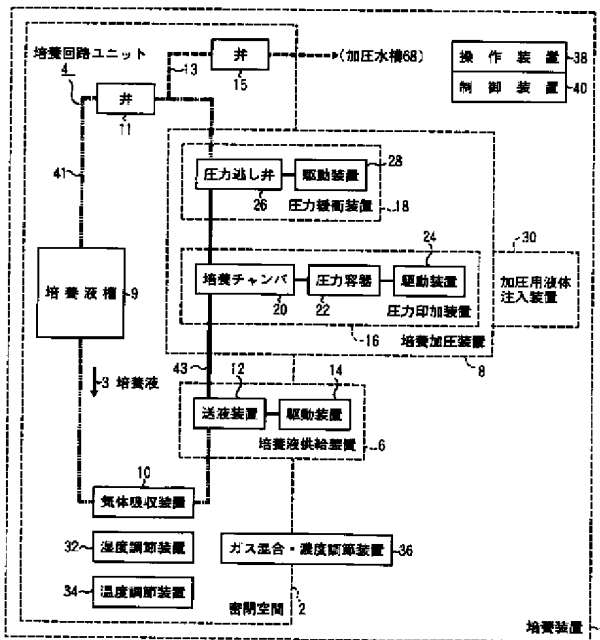 培養回路ユニット
4
弁
11
13
弁
15
(加圧水槽68)
操作装置
38
制御装置
40
41
圧力逃し弁
26
駆動装置
28
圧力緩衝装置
18
培養液槽
9
培養チャンバ
20
圧力容器
22
駆動装置
24
圧力印加装置
16
培養加圧装置
8
30
加圧用液体
注入装置
3 培養液
43
送液装置
12
駆動装置
14
培養液供給装置
6
10
気体吸収装置
32
湿度調節装置
34
温度調節装置
ガス混合・濃度調節装置
36
密閉空間
2
培養装置